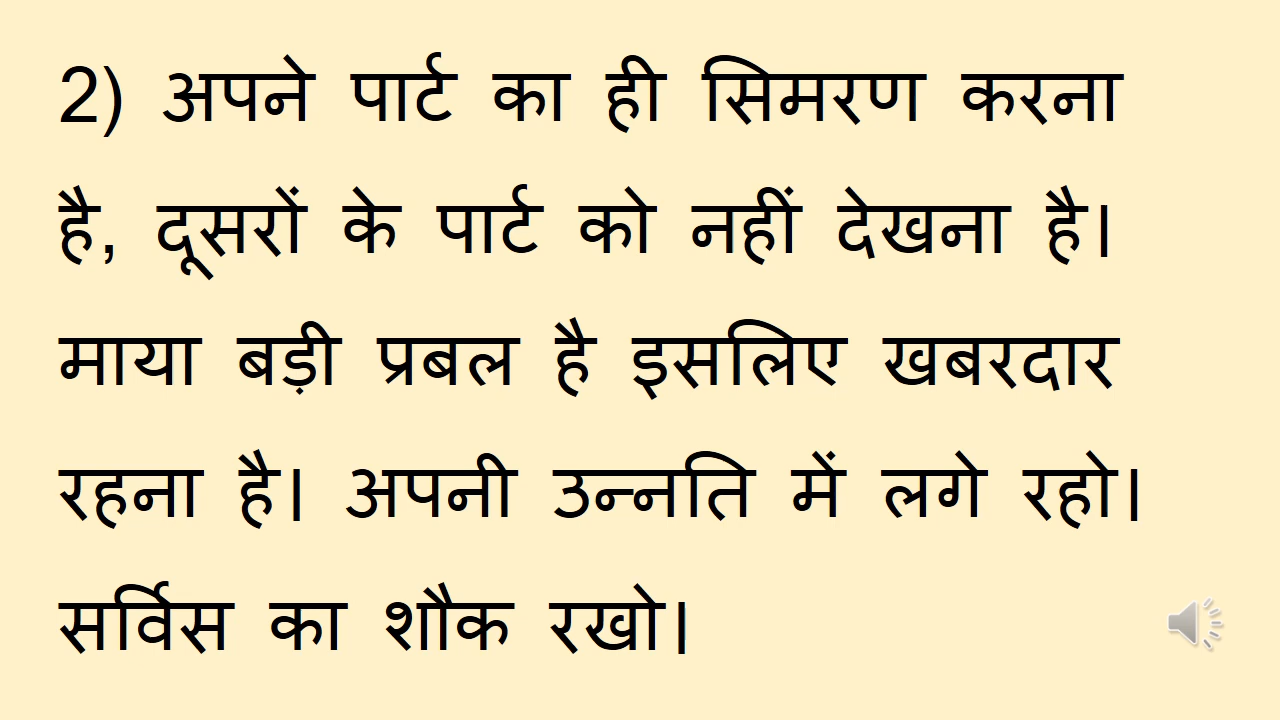 2) अपने पार्ट का ही सिमरण करना
है, दूसरों के पार्ट को नहीं देखना है।
माया बड़ी प्रबल है इसलिए खबरदार
रहना है। अपनी उन्नति में लगे रहो।
सर्विस का शौक रखो।